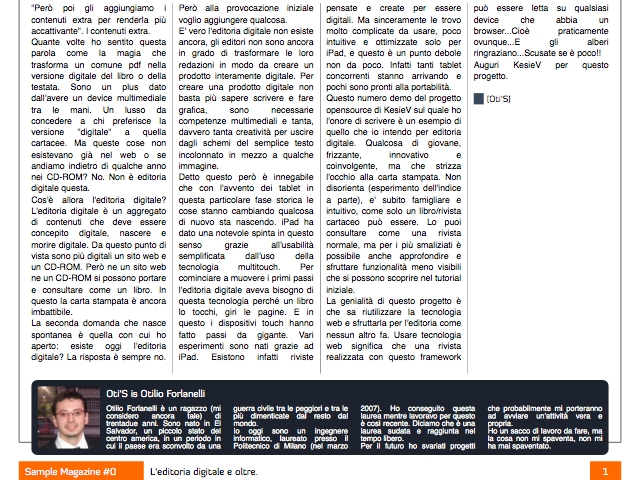 "Però poi gli aggiungiamo i
contenuti extra per renderla più
accattivante". I contenuti extra.
Quante volte ho sentito questa
parola come la magia che
trasforma un comune pdf nella
versione digitale del libro o della
testata. Sono un plus dato
dall'avere un device multimediale
tra le mani. Un lusso da
concedere a chi preferisce la
versione "digitale" a quella
cartacee. Ma queste cose non
esistevano già nel web o se
andiamo indietro di qualche anno
nei CD-ROM? No. Non è editoria
digitale questa.
Cos'è allora l'editoria digitale?
L'editoria digitale è un aggregato
di contenuti che deve essere
concepito digitale, nascere e
morire digitale. Da questo punto di
vista sono più digitali un sito web e
un CD-ROM. Però ne un sito web
ne un CD-ROM si possono portare
e consultare come un libro. In
questo la carta stampata è ancora
imbattibile.
La seconda domanda che nasce
spontanea è quella con cui ho
aperto: esiste oggi l'editoria
digitale? La risposta è sempre no.
Però alla provocazione iniziale
voglio aggiungere qualcosa.
E' vero l'editoria digitale non esiste
ancora, gli editori non sono ancora
in grado di trasformare le loro
redazioni in modo da creare un
prodotto interamente digitale. Per
creare una prodotto digitale non
basta più sapere scrivere e fare
grafica, sono necessarie
competenze multimediali e tanta,
davvero tanta creatività per uscire
dagli schemi del semplice testo
incolonnato in mezzo a qualche
immagine.
Detto questo però è innegabile
che con l'avvento dei tablet in
questa particolare fase storica le
cose stanno cambiando qualcosa
di nuovo sta nascendo. iPad ha
dato una notevole spinta in questo
senso grazie all'usabilità
semplificata dall'uso della
tecnologia multitouch. Per
cominciare a muovere i primi passi
l'editoria digitale aveva bisogno di
questa tecnologia perché un libro
lo tocchi, giri le pagine. E in
questo i dispositivi touch hanno
fatto passi da gigante. Vari
esperimenti sono nati grazie ad
iPad. Esistono infatti riviste
pensate e create per essere
digitali. Ma sinceramente le trovo
molto complicate da usare, poco
intuitive e ottimizzate solo per
iPad, e questo è un punto debole
non da poco. Infatti tanti tablet
concorrenti stanno arrivando e
pochi sono pronti alla portabilità.
Questo numero demo del progetto
opensource di KesieV sul quale ho
l'onore di scrivere è un esempio di
quello che io intendo per editoria
digitale. Qualcosa di giovane,
frizzante, innovativo e
coinvolgente, ma che strizza
l'occhio alla carta stampata. Non
disorienta (esperimento dell'indice
a parte), e' subito famigliare e
intuitivo, come solo un libro/rivista
cartaceo può essere. Lo puoi
consultare come una rivista
normale, ma per i più smaliziati è
possibile anche approfondire e
sfruttare funzionalità meno visibili
che si possono scoprire nel tutorial
iniziale.
La genialità di questo progetto è
che sa riutilizzare la tecnologia
web e sfruttarla per l'editoria come
nessun altro fa. Usare tecnologia
web significa che una rivista
realizzata con questo framework
può essere letta su qualsiasi
device che abbia un
browser...Cioè praticamente
ovunque...E gli alberi
ringraziano...Scusate se è poco!!
Auguri KesieV per questo
progetto.
[Oti'S]
Oti'S is Otilio Forlanelli
Otilio Forlanelli è un ragazzo (mi
considero ancora tale) di
trentadue anni. Sono nato in El
Salvador, un piccolo stato del
centro america, in un periodo in
cui il paese era sconvolto da una
guerra civile tra le peggiori e tra le
più dimenticate dal resto dal
mondo.
Io oggi sono un ingegnere
informatico, laureato presso il
Politecnico di Milano (nel marzo
2007). Ho conseguito questa
laurea mentre lavoravo per questo
è così recente. Diciamo che è una
laurea sudata e raggiunta nel
tempo libero.
Per il futuro ho svariati progetti
che probabilmente mi porteranno
ad avviare un'attività vera e
propria.
Ho un sacco di lavoro da fare, ma
la cosa non mi spaventa, non mi
ha mai spaventato.
Sample Magazine #0
L'editoria digitale e oltre.
1